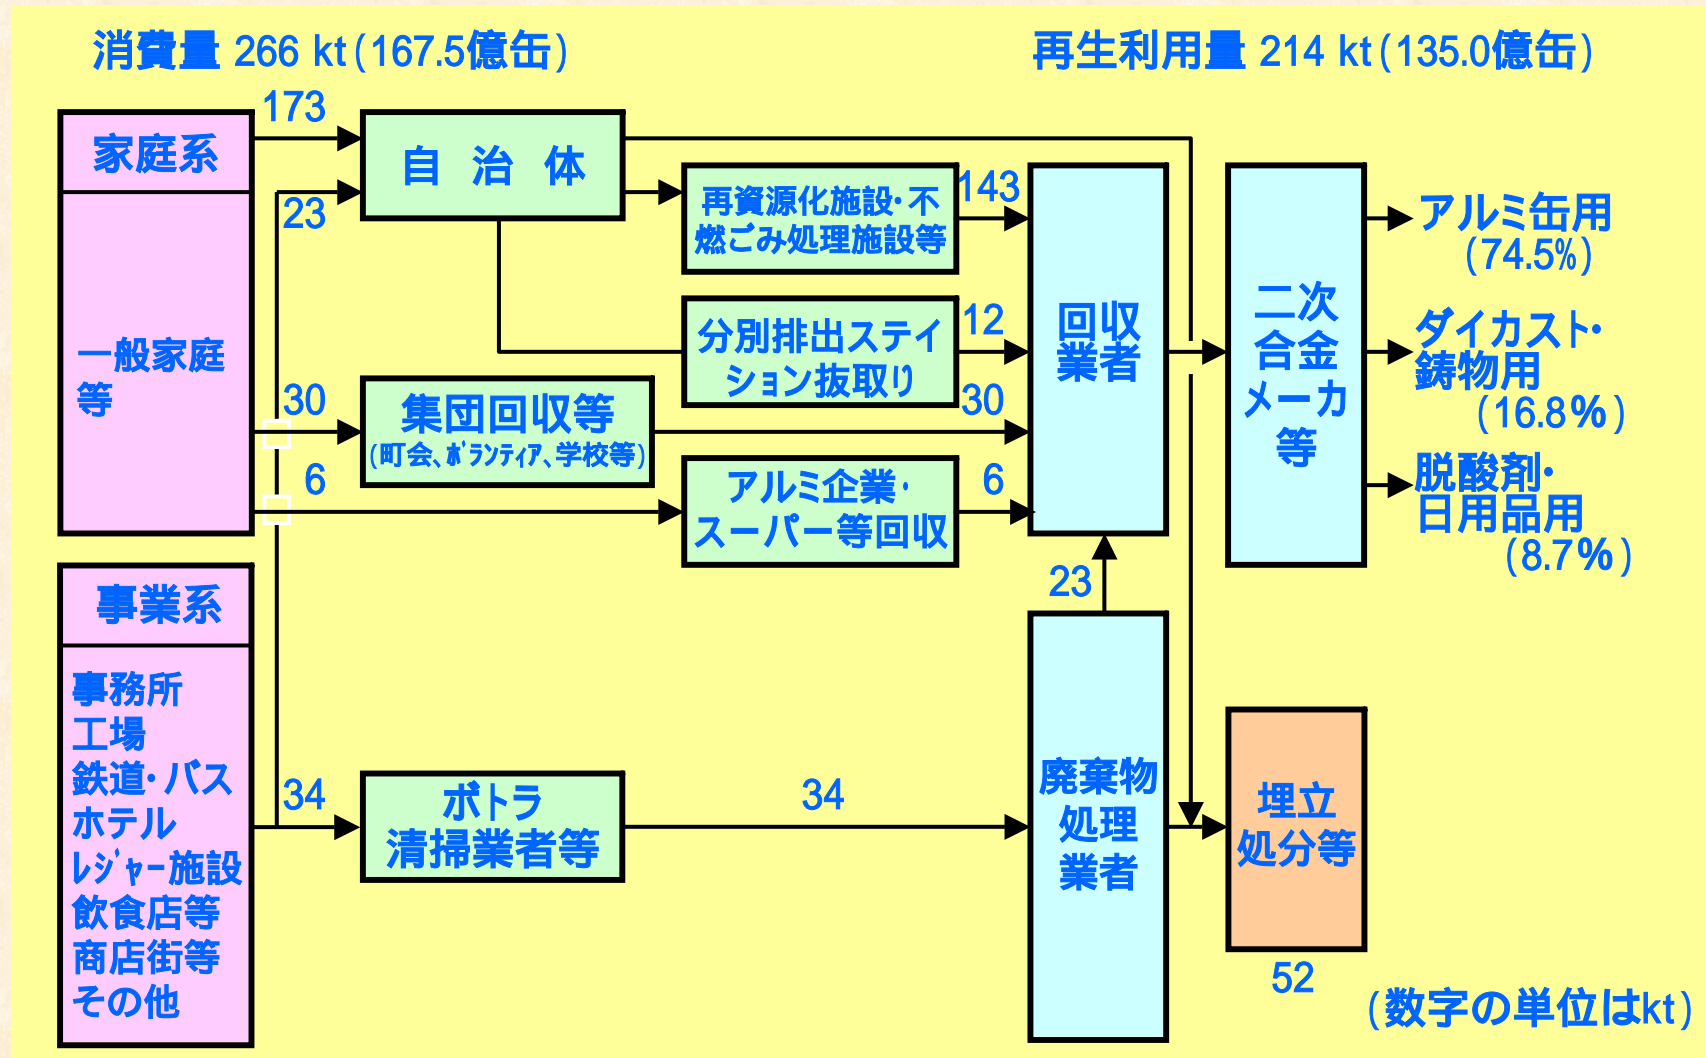 消費量 266 kt(167.5億缶)
再生利用量 214 kt(135.0億缶)
家庭系
一般家庭
等
173
23
30
6
自 治 体
再資源化施設・不
燃ごみ処理施設等
143
分別排出ステイ
ション抜取り
12
集団回収等
(町会、ボランティア、学校等)
30
アルミ企業・
スーパー等回収
6
回収
業者
二次
合金
メーカ
等
アルミ缶用
(74.5%)
ダイカスト・
鋳物用
(16.8%)
脱酸剤・
日用品用
(8.7%)
事業系
事務所
工場
鉄道・バス
ホテル
レジャー施設
飲食店等
商店街等
その他
34
ボトラ
清掃業者等
34
23
廃棄物
処理
業者
埋立
処分等
52
(数字の単位はkt)